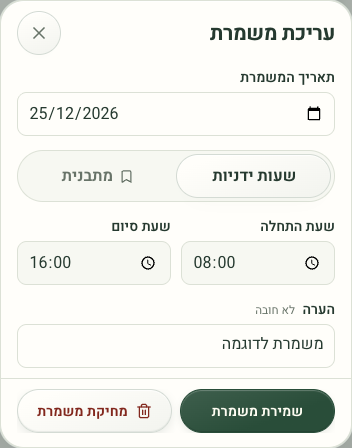 עריכת משמרת
תאריך המשמרת
25/12/2026
שעות ידניות מתבנית
שעת התחלה שעת סיום
08:00 16:00
הערה לא חובה
משמרת לדוגמה
שמירת משמרת מחיקת משמרת